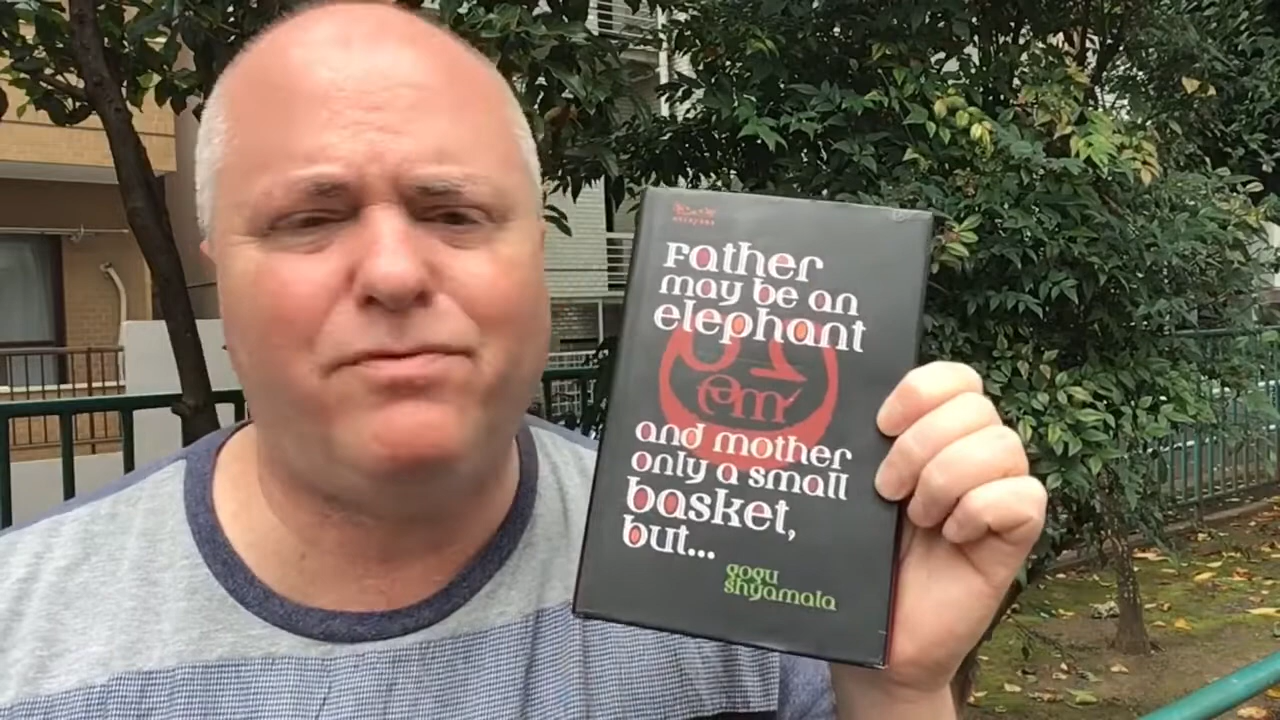 Father
may be an
elephant
and mother
only a small
basket,
but...
gogu
shyamala